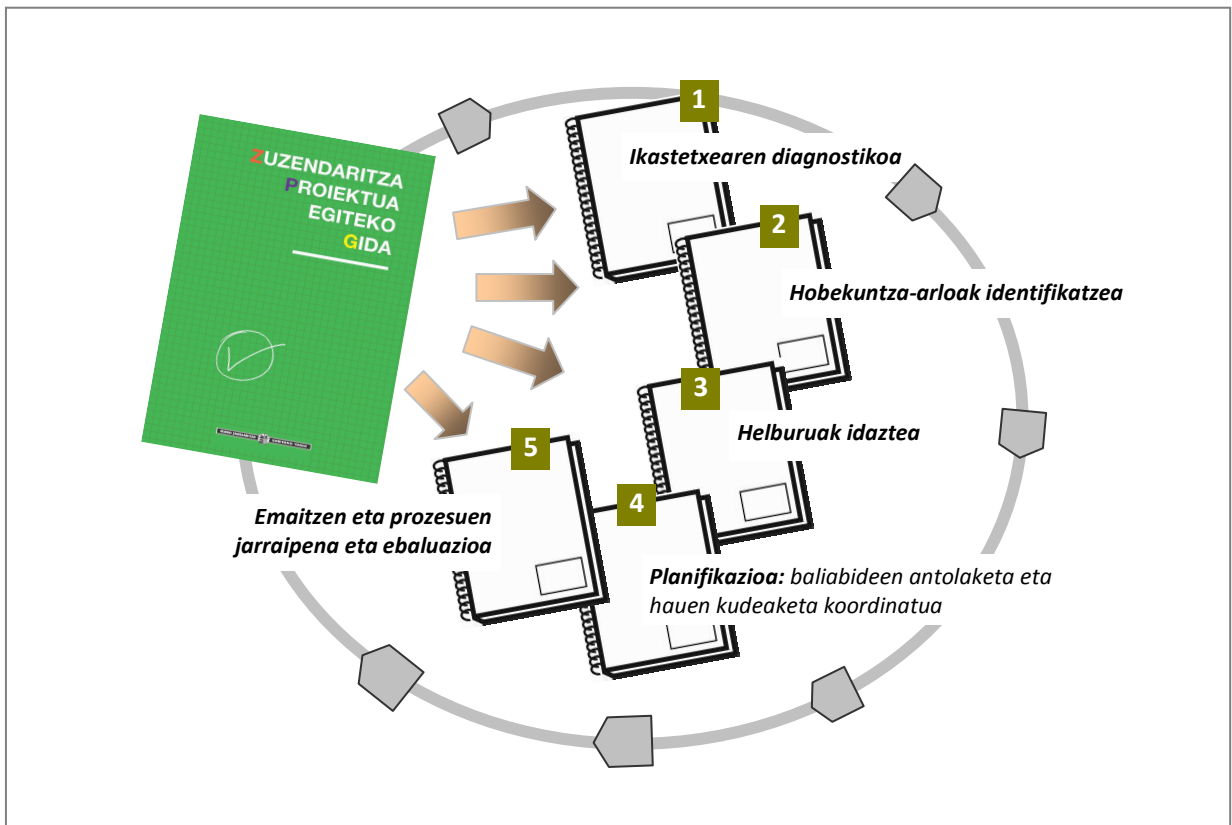 ZUZENDARITZA
PROIEKTUA
EGITEKO
GIDA
1
Ikastetxearen diagnostikoa
2
Hobekuntza-arloak identifikatzea
3
Helburuak idaztea
4
Planifikazioa: baliabideen antolaketa eta
hauen kudeaketa koordinatua
5
Emaitzen eta prozesuen
jarraipena eta ebaluazioa